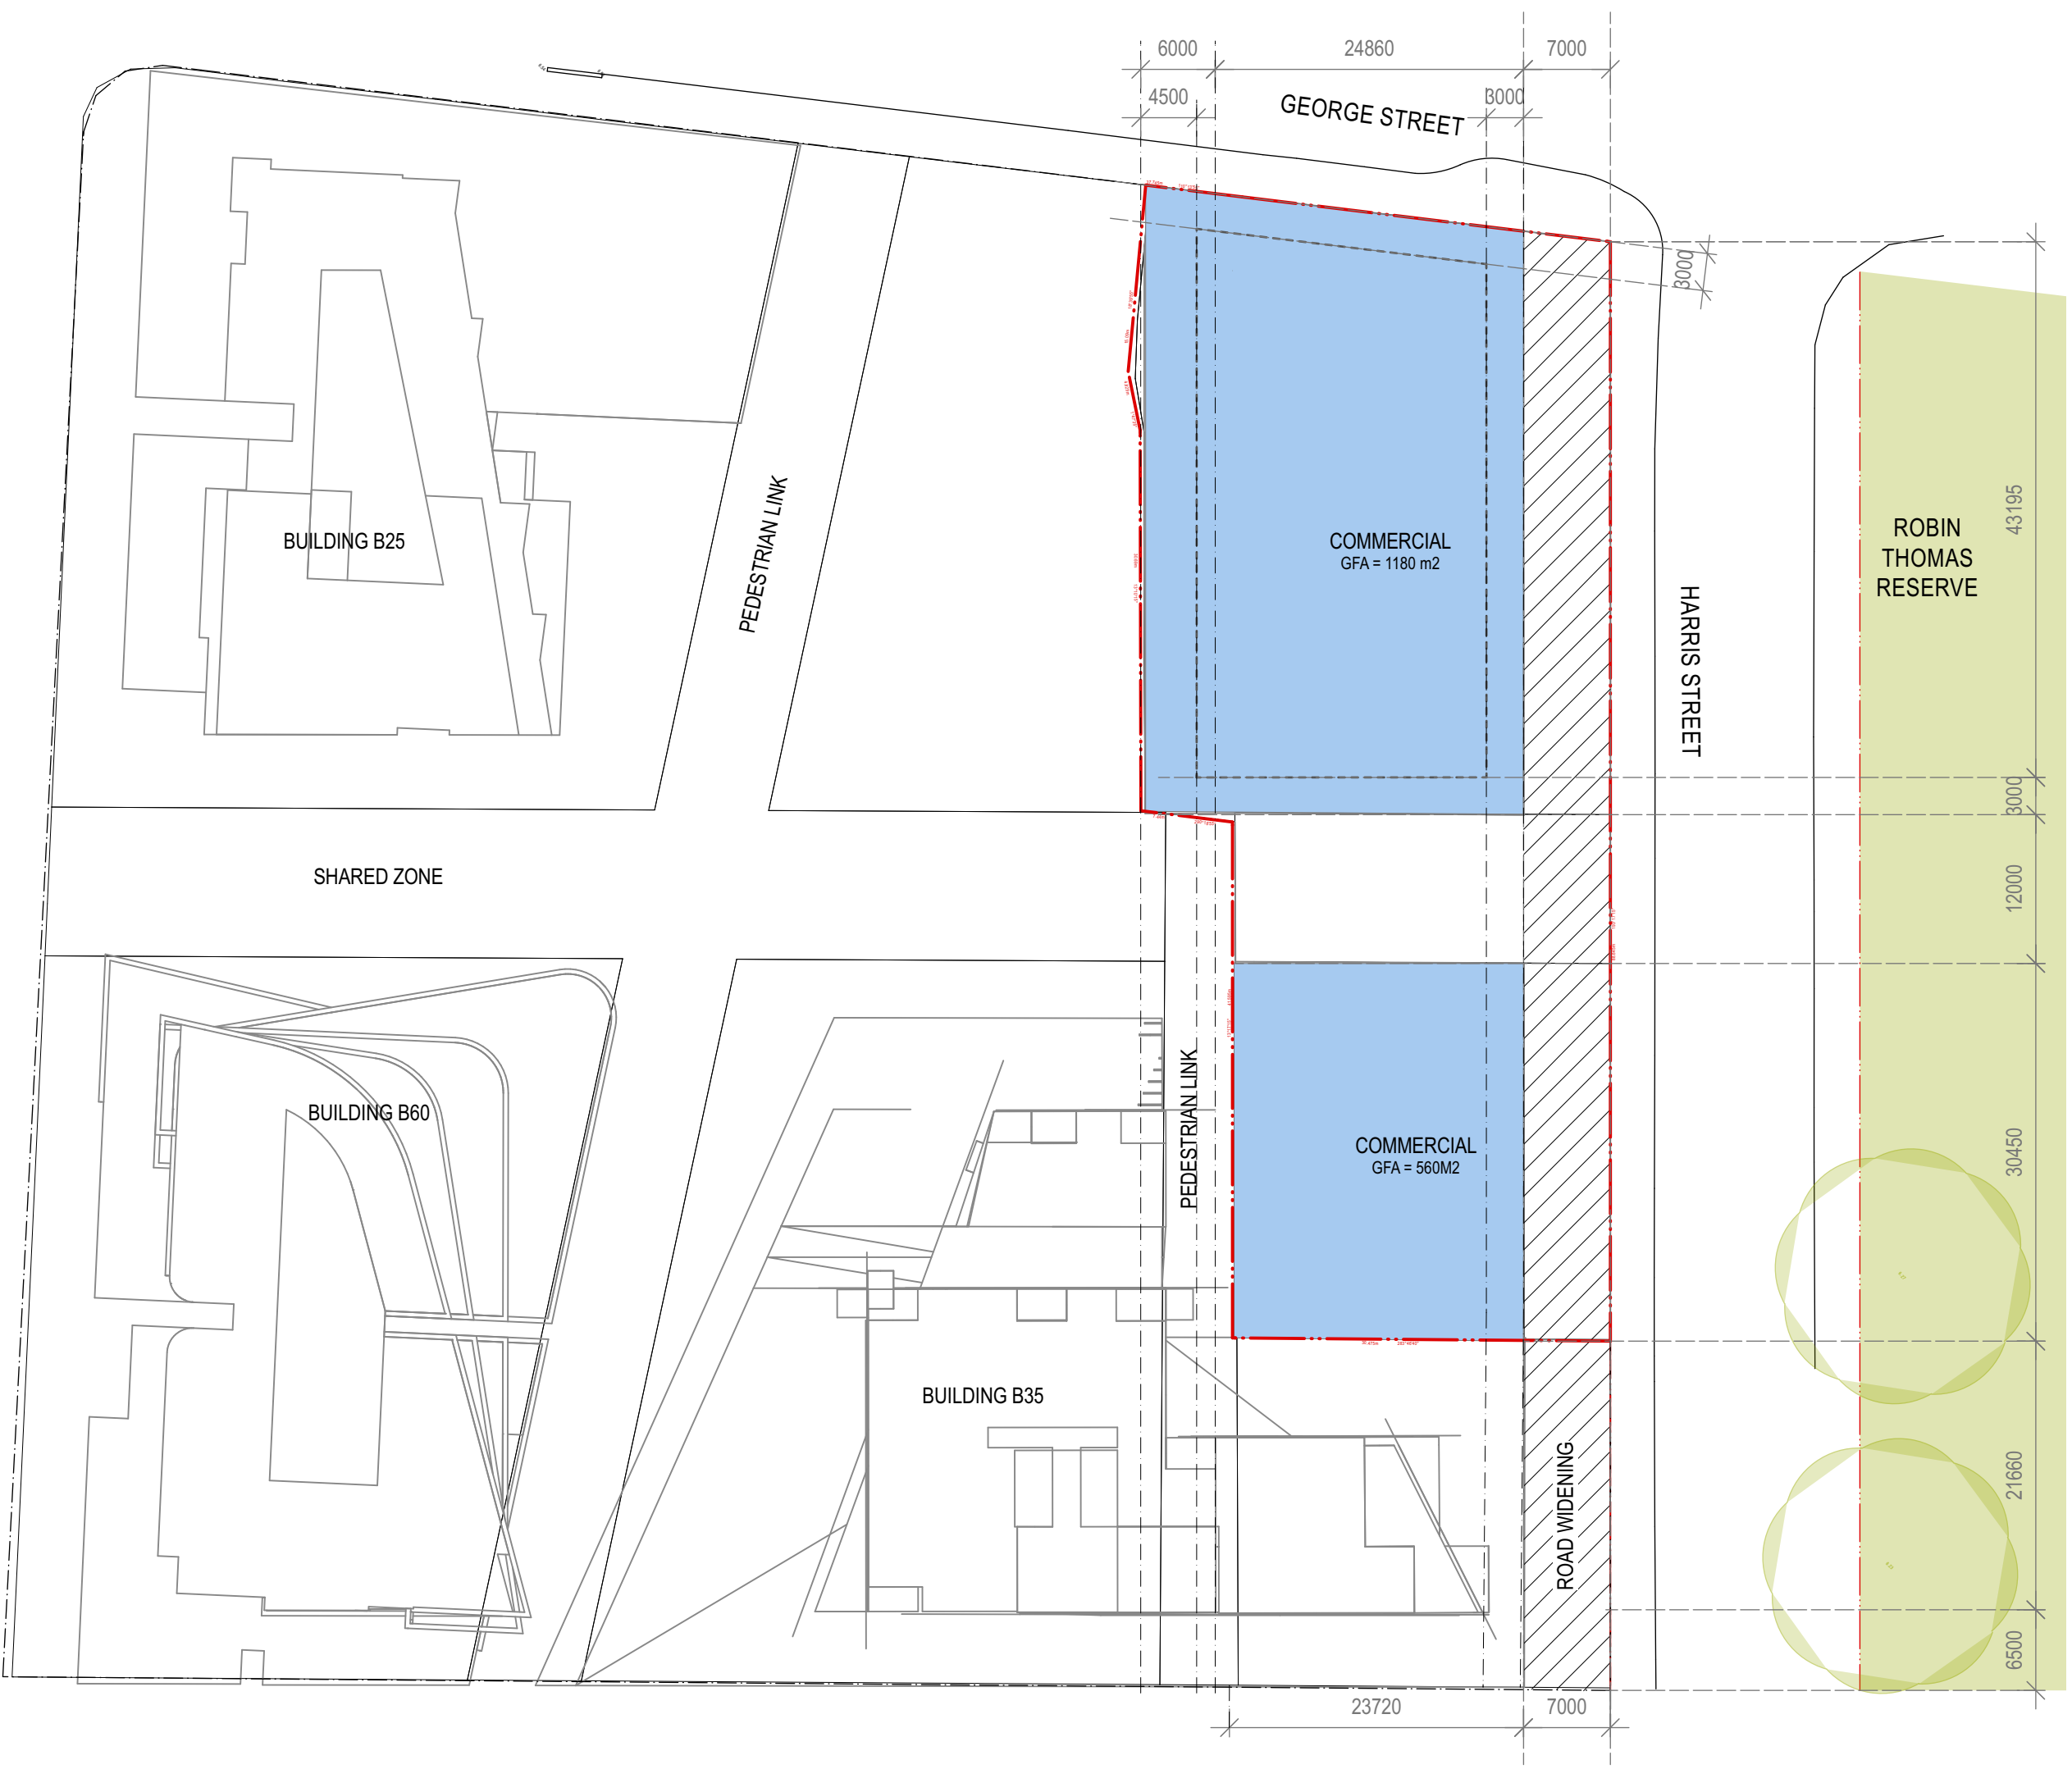 6000
24860
7000
4500
3000
GEORGE STREET
3000
43195
3000
12000
30450
21660
6500
BUILDING B25
PEDESTRIAN LINK
COMMERCIAL
GFA = 1180 m2
HARRIS STREET
ROBIN
THOMAS
RESERVE
SHARED ZONE
BUILDING B60
PEDESTRIAN LINK
COMMERCIAL
GFA = 560M2
BUILDING B35
ROAD WIDENING
23720
7000